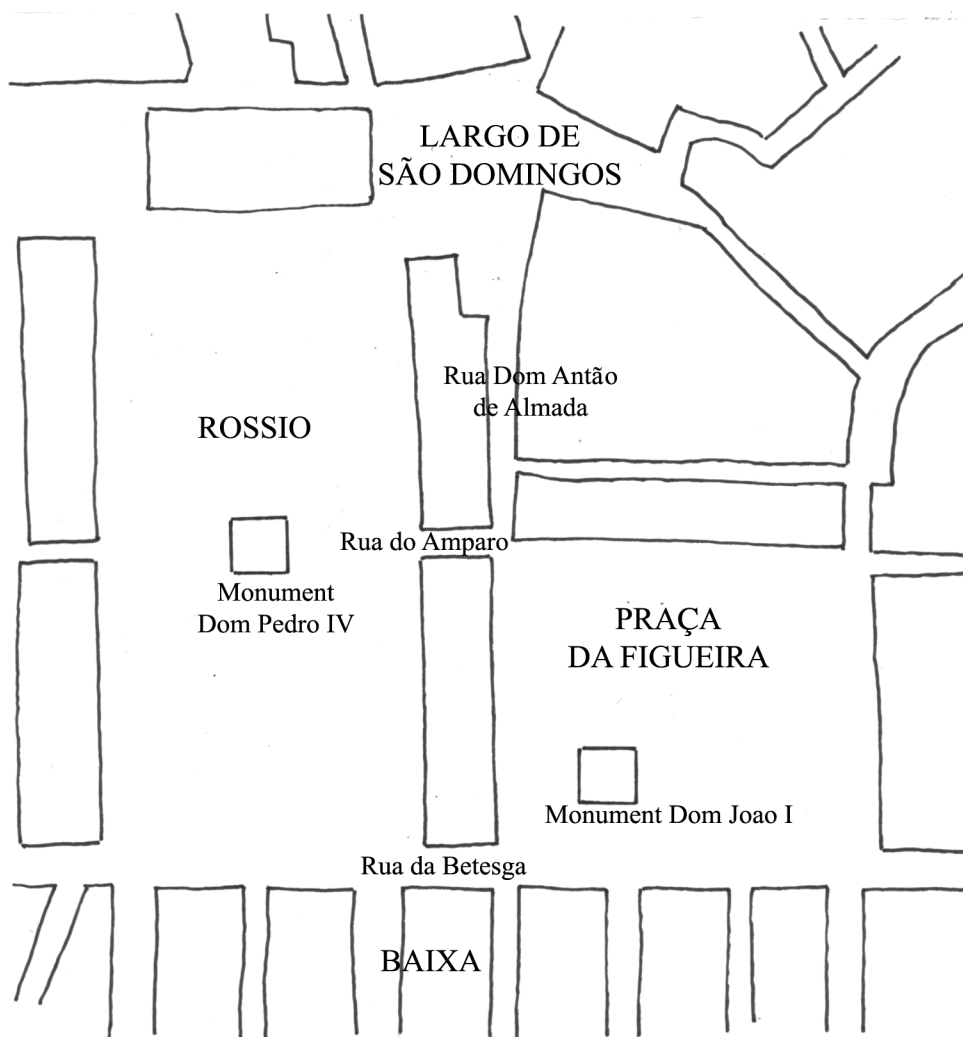 LARGO DE
SÃO DOMINGOS
Rua Dom Antão
de Almada
ROSSIO
Rua do Amparo
Monument
Dom Pedro IV
PRAÇA
DA FIGUEIRA
Monument Dom Joao I
Rua da Betesga
BAIXA